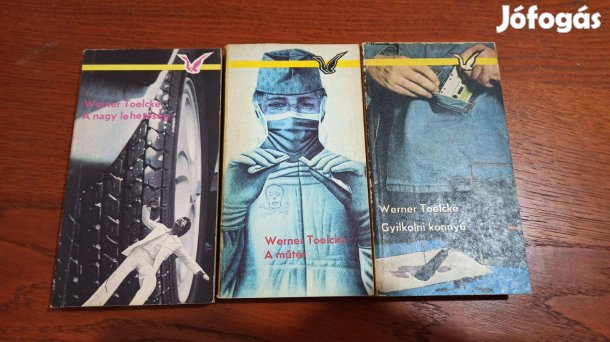 Jófogás
Werner Toelcke
A nagy lehetőség
Werner Toelcke
A műtét
Werner Toelcke
Gyilkolni könnyű